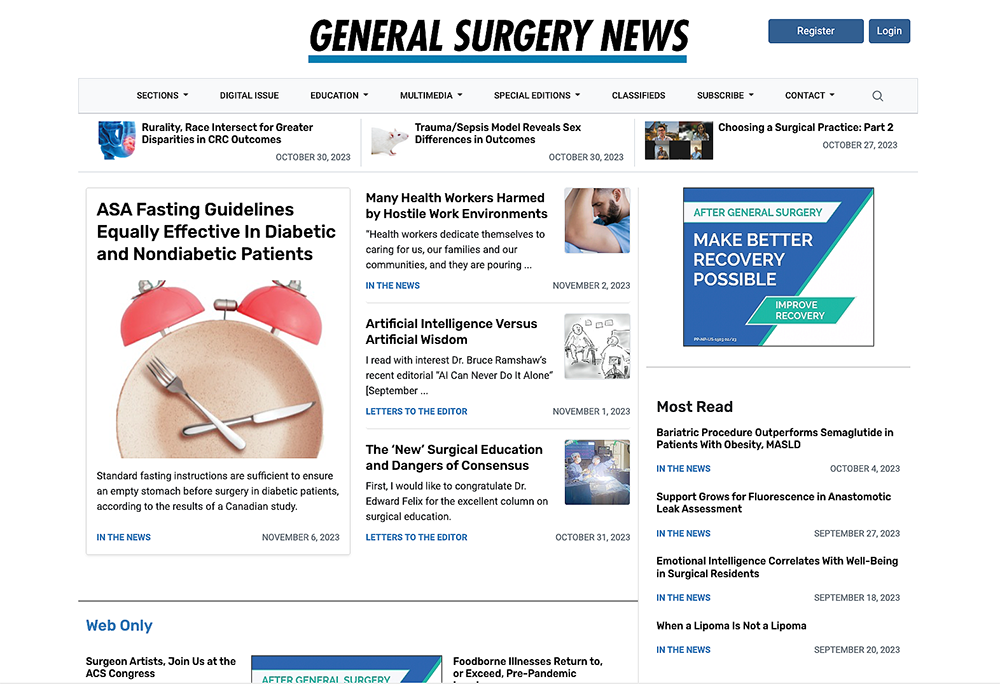 GENERAL SURGERY NEWS
Register
Login
SECTIONS
DIGITAL ISSUE
EDUCATION
MULTIMEDIA
SPECIAL EDITIONS
CLASSIFIEDS
SUBSCRIBE
CONTACT
Rurality, Race Intersect for Greater
Disparities in CRC Outcomes
OCTOBER 30, 2023
Trauma/Sepsis Model Reveals Sex
Differences in Outcomes
OCTOBER 30, 2023
Choosing a Surgical Practice: Part 2
OCTOBER 27, 2023
ASA Fasting Guidelines
Equally Effective In Diabetic
and Nondiabetic Patients
Standard fasting instructions are sufficient to ensure
an empty stomach before surgery in diabetic patients,
according to the results of a Canadian study.
IN THE NEWS
NOVEMBER 6, 2023
Many Health Workers Harmed
by Hostile Work Environments
"Health workers dedicate themselves to
caring for us, our families and our
communities, and they are pouring ...
IN THE NEWS
NOVEMBER 2, 2023
Artificial Intelligence Versus
Artificial Wisdom
I read with interest Dr. Bruce Ramshaw's
recent editorial "AI Can Never Do It Alone"
[September ...
LETTERS TO THE EDITOR
NOVEMBER 1, 2023
The 'New' Surgical Education
and Dangers of Consensus
First, I would like to congratulate Dr.
Edward Felix for the excellent column on
surgical education.
LETTERS TO THE EDITOR
OCTOBER 31, 2023
AFTER GENERAL SURGERY
MAKE BETTER
RECOVERY
POSSIBLE
IMPROVE
RECOVERY
Most Read
Bariatric Procedure Outperforms Semaglutide in
Patients With Obesity, MASLD
IN THE NEWS
OCTOBER 4, 2023
Support Grows for Fluorescence in Anastomotic
Leak Assessment
IN THE NEWS
SEPTEMBER 27, 2023
Emotional Intelligence Correlates With Well-Being
in Surgical Residents
IN THE NEWS
SEPTEMBER 18, 2023
When a Lipoma Is Not a Lipoma
IN THE NEWS
SEPTEMBER 20, 2023
Web Only
Surgeon Artists, Join Us at the
ACS Congress
AFTER GENERAL SURGERY
Foodborne Illnesses Return to,
or Exceed, Pre-Pandemic